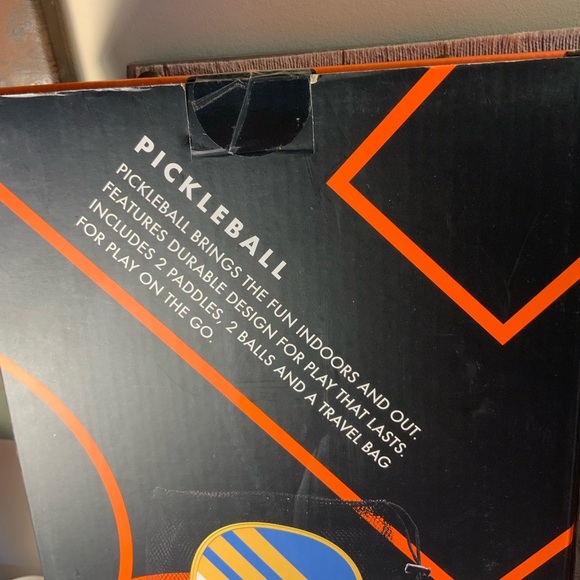 PICKLEBALL
PICKLEBALL BRINGS THE FUN INDOORS AND OUT.
FEATURES DURABLE DESIGN FOR PLAY THAT LASTS.
INCLUDES 2 PADDLES, 2 BALLS AND A TRAVEL BAG
FOR PLAY ON THE GO.